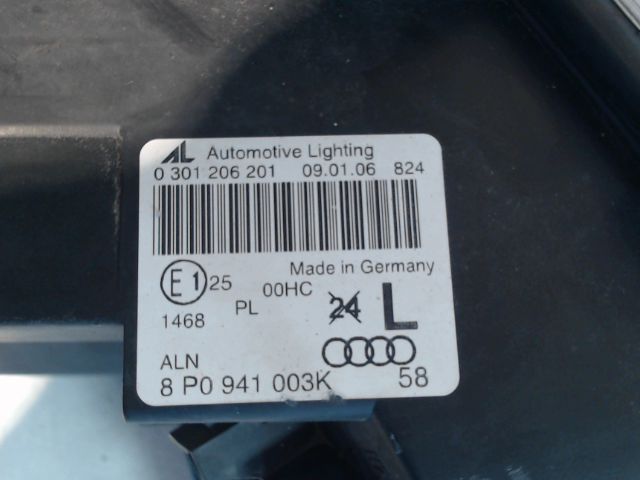 AL Automotive Lighting
0 301 206 201 09.01.06 824
Made in Germany
E1 25 00HC
PL 24 L
1468
ALN
8 P0 941 003K 58